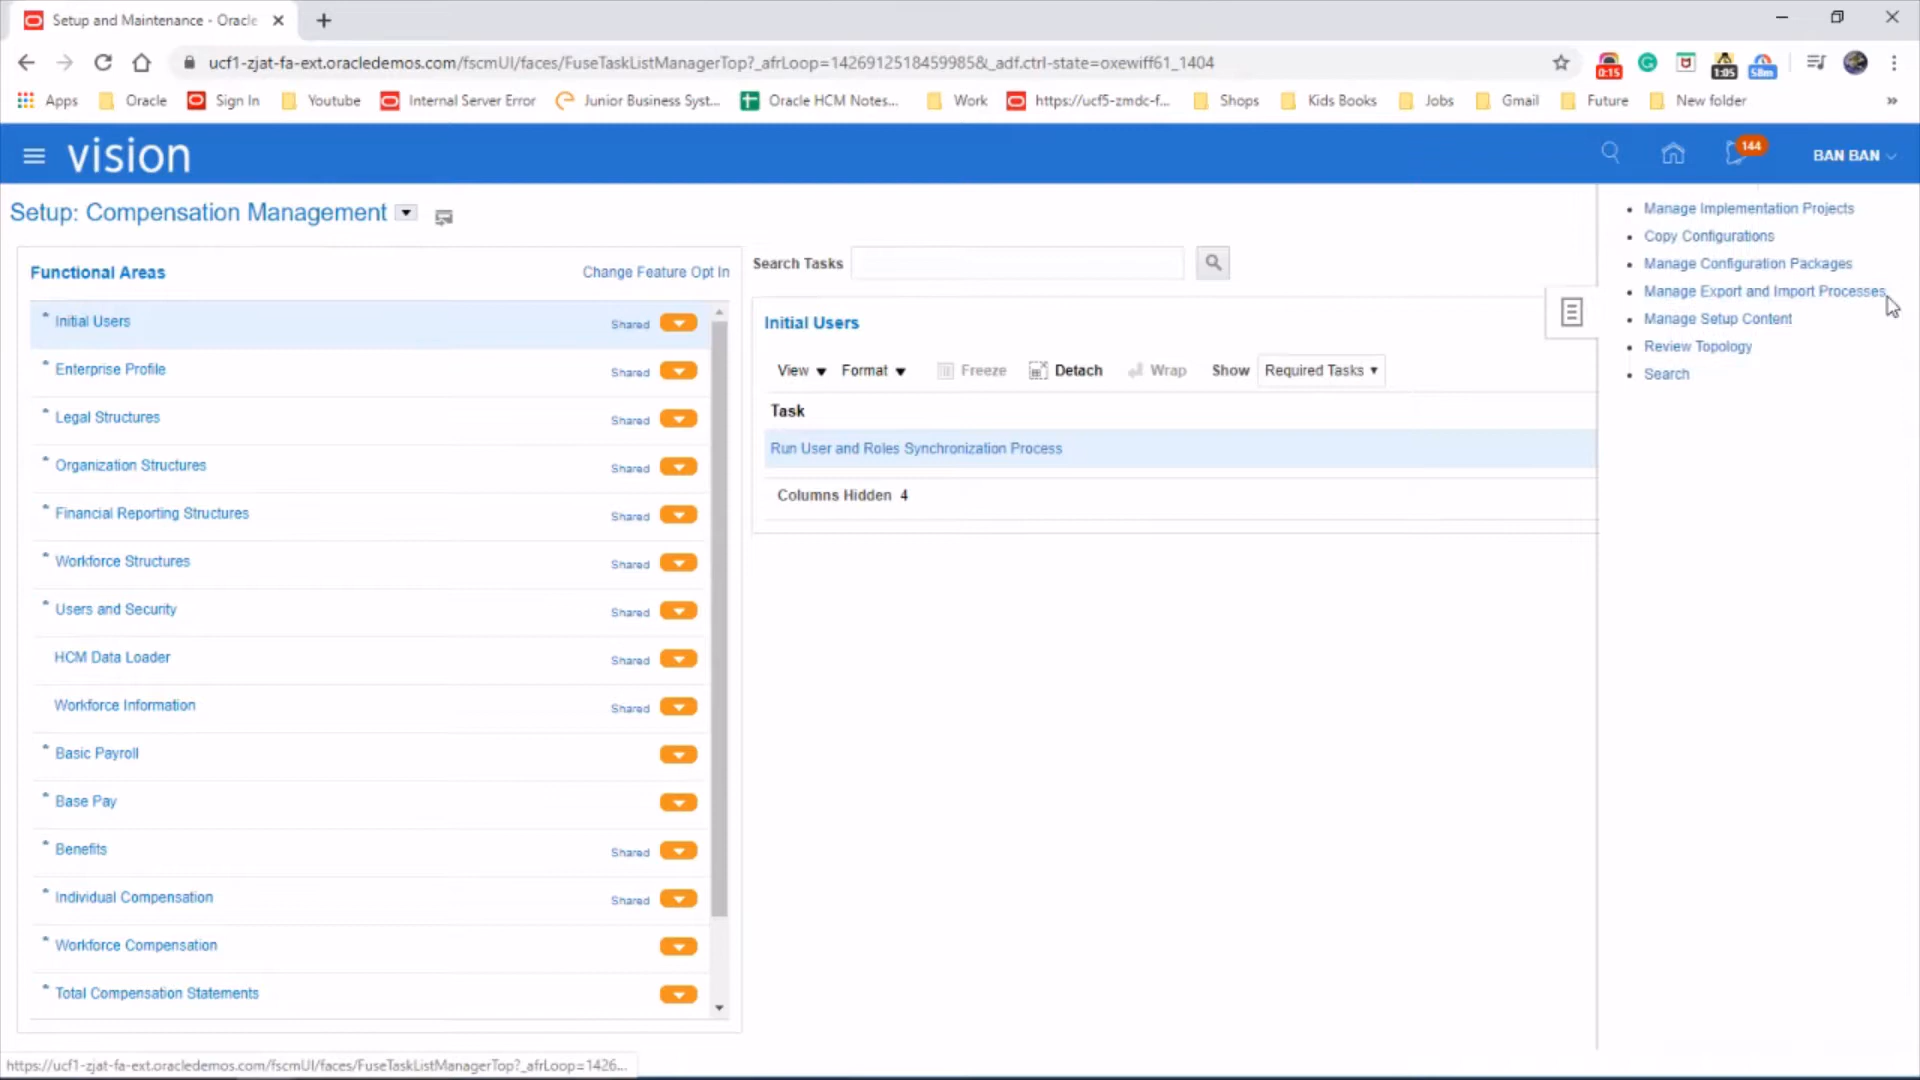 Setup and Maintenance - Oracle
ucf1-zjat-fa-ext.oracledemos.com/fscmUI/faces/FuseTaskListManagerTop?_afrLoop=1426912518459985&_adf.ctrl-state=oxewiff61_1404
0:15
1:05
58m
Apps
Oracle
Sign In
Youtube
Internal Server Error
Junior Business Syst...
Oracle HCM Notes...
Work
https://ucf5-zmdc-f...
Shops
Kids Books
Jobs
Gmail
Future
New folder
»
vision
144
BAN BAN
Setup: Compensation Management
Functional Areas
Change Feature Opt In
* Initial Users Shared
* Enterprise Profile Shared
* Legal Structures Shared
* Organization Structures Shared
* Financial Reporting Structures Shared
* Workforce Structures Shared
* Users and Security Shared
HCM Data Loader Shared
Workforce Information Shared
* Basic Payroll
* Base Pay
* Benefits Shared
* Individual Compensation Shared
* Workforce Compensation
* Total Compensation Statements
Search Tasks
Initial Users
View Format Freeze Detach Wrap Show Required Tasks
Task
Run User and Roles Synchronization Process
Columns Hidden 4
• Manage Implementation Projects
• Copy Configurations
• Manage Configuration Packages
• Manage Export and Import Processes
• Manage Setup Content
• Review Topology
• Search
https://ucf1-zjat-fa-ext.oracledemos.com/fscmUI/faces/FuseTaskListManagerTop?_afrLoop=1426...